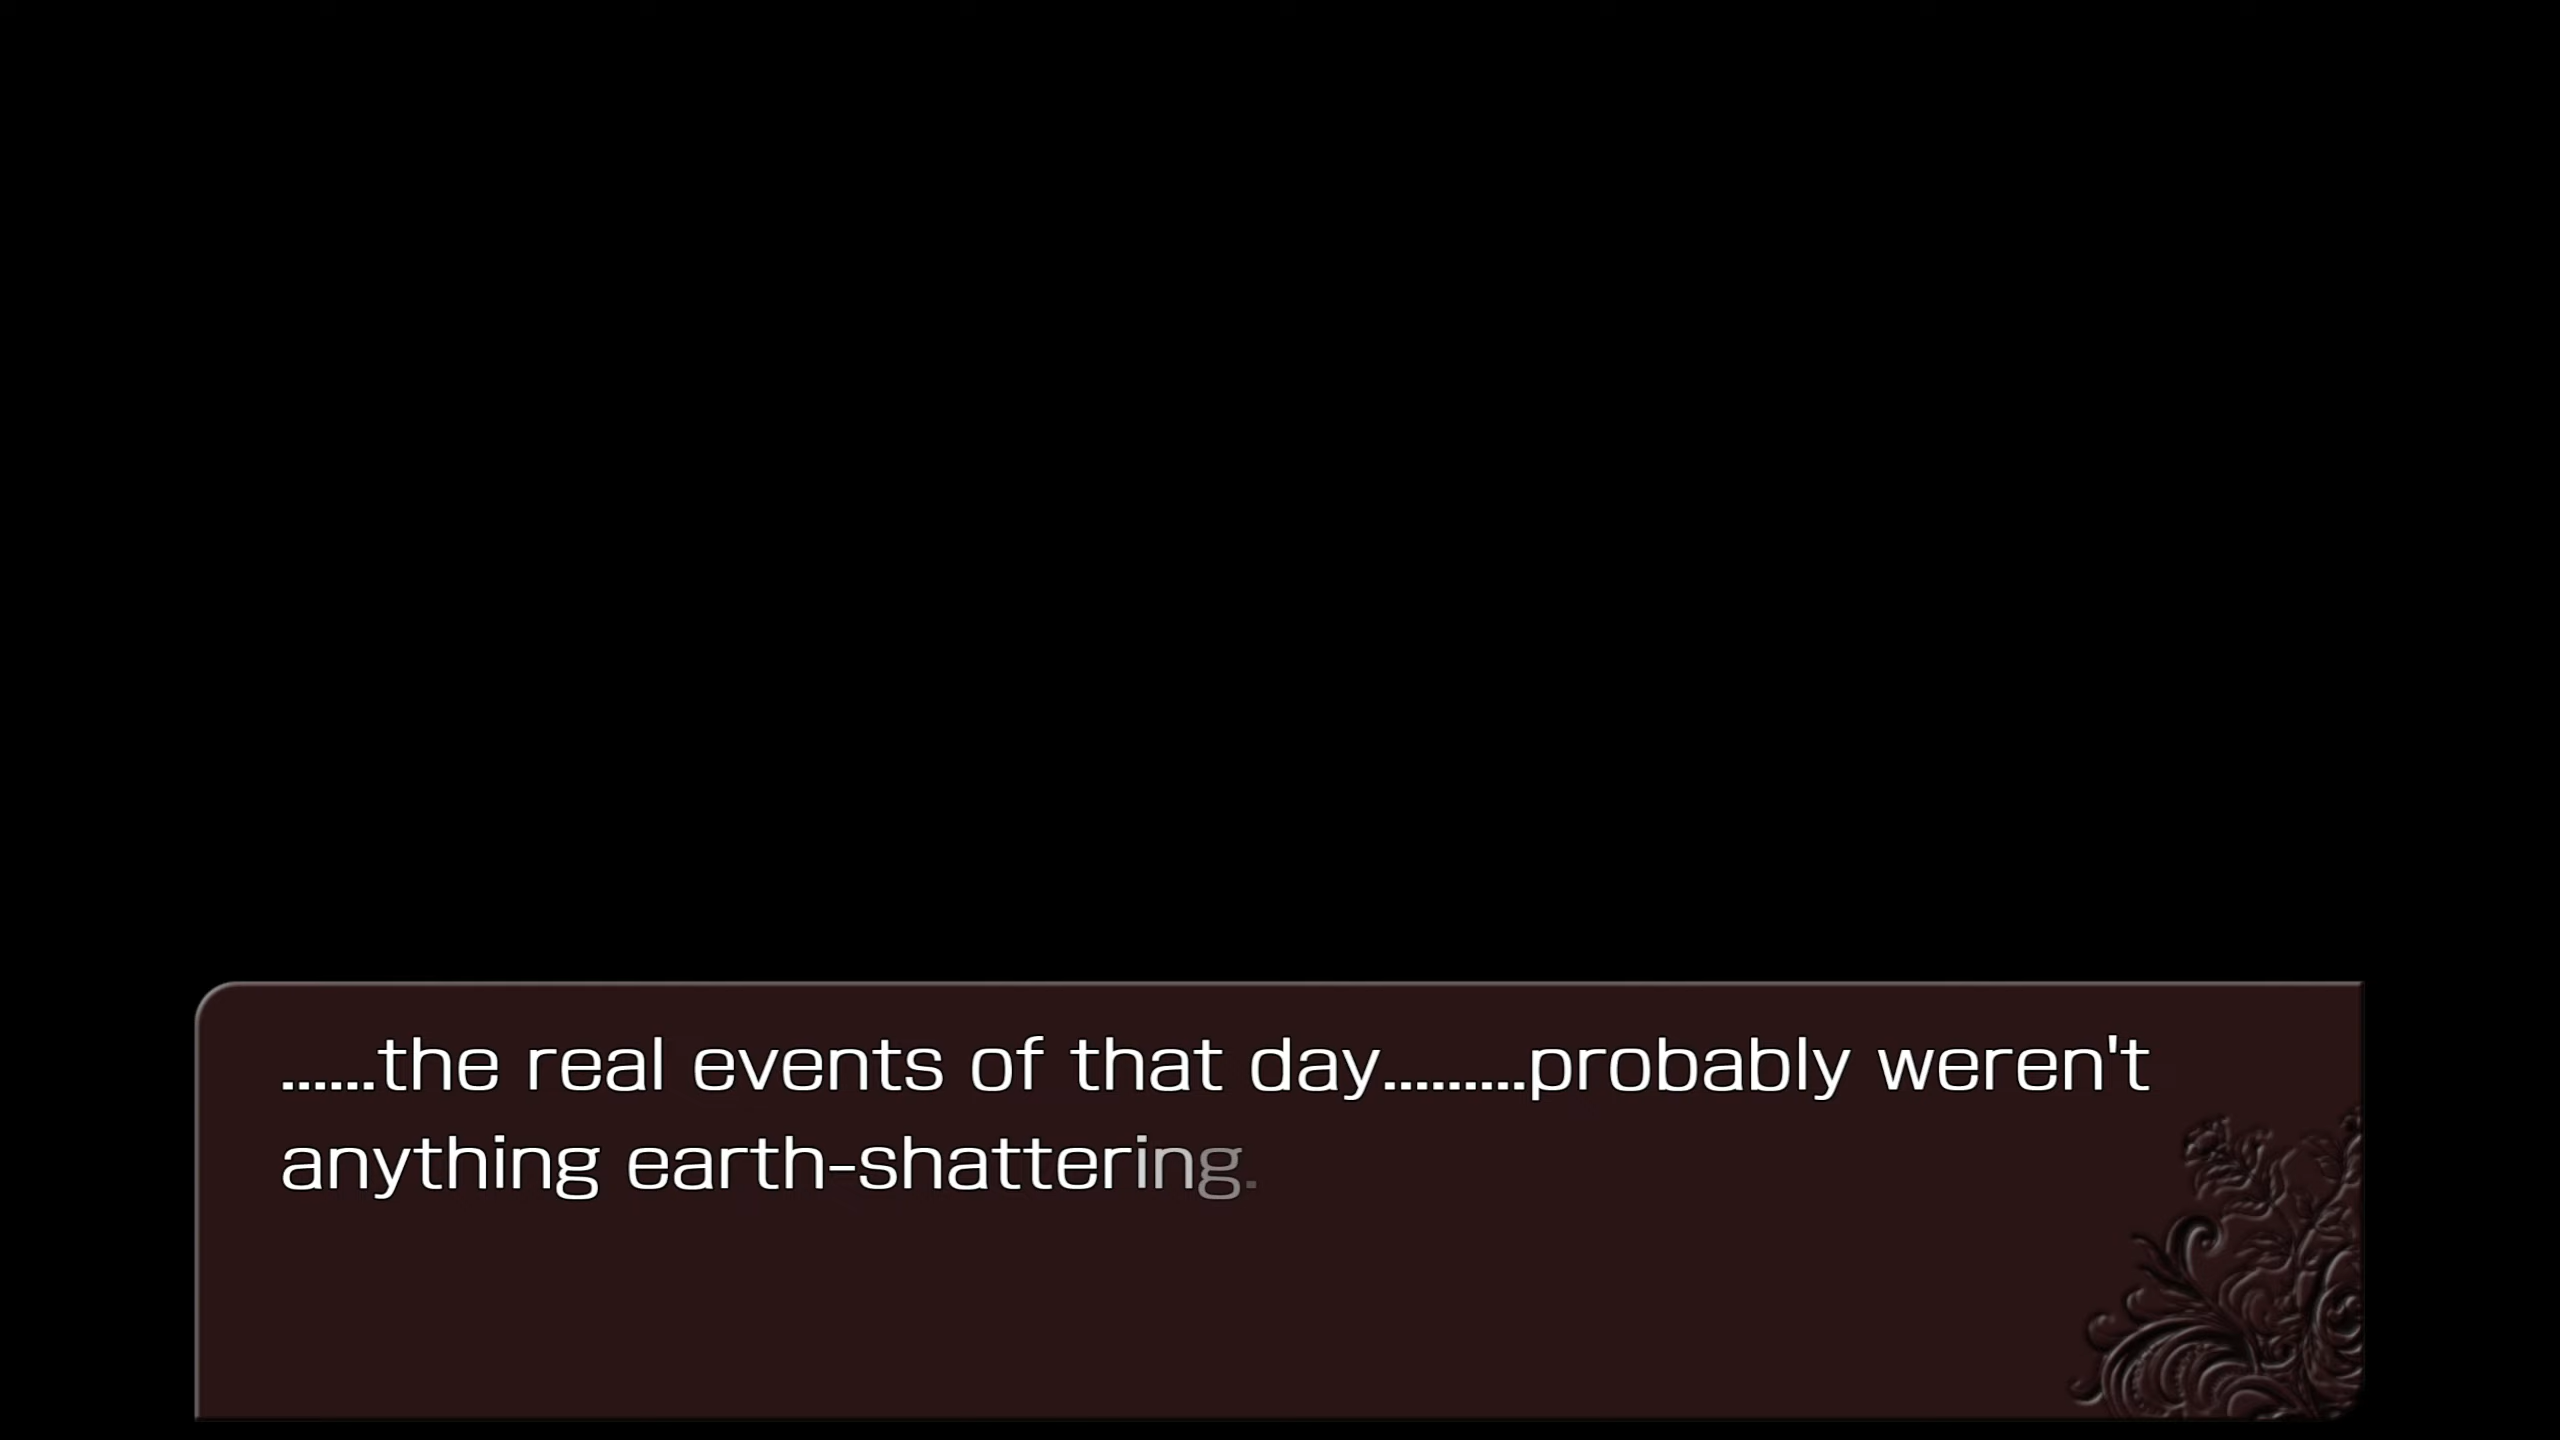 ......the real events of that day.........probably weren't
anything earth-shattering.